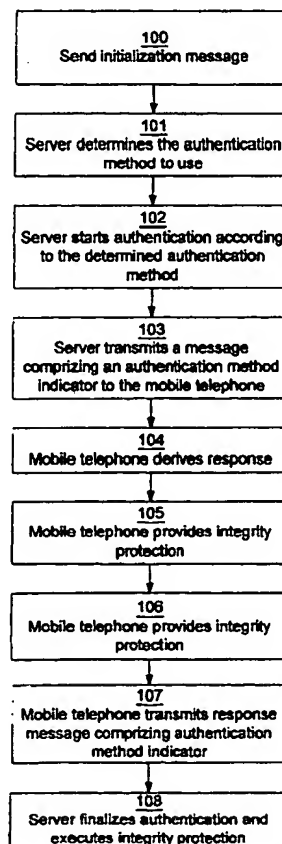 100
Send initialization message
101
Server determines the authentication
method to use
102
Server starts authentication according
to the determined authentication
method
103
Server transmits a message
comprizing an authentication method
indicator to the mobile telephone
104
Mobile telephone derives response
105
Mobile telephone provides integrity
protection
106
Mobile telephone provides integrity
protection
107
Mobile telephone transmits response
message comprizing authentication
method indicator
108
Server finalizes authentication and
executes integrity protection